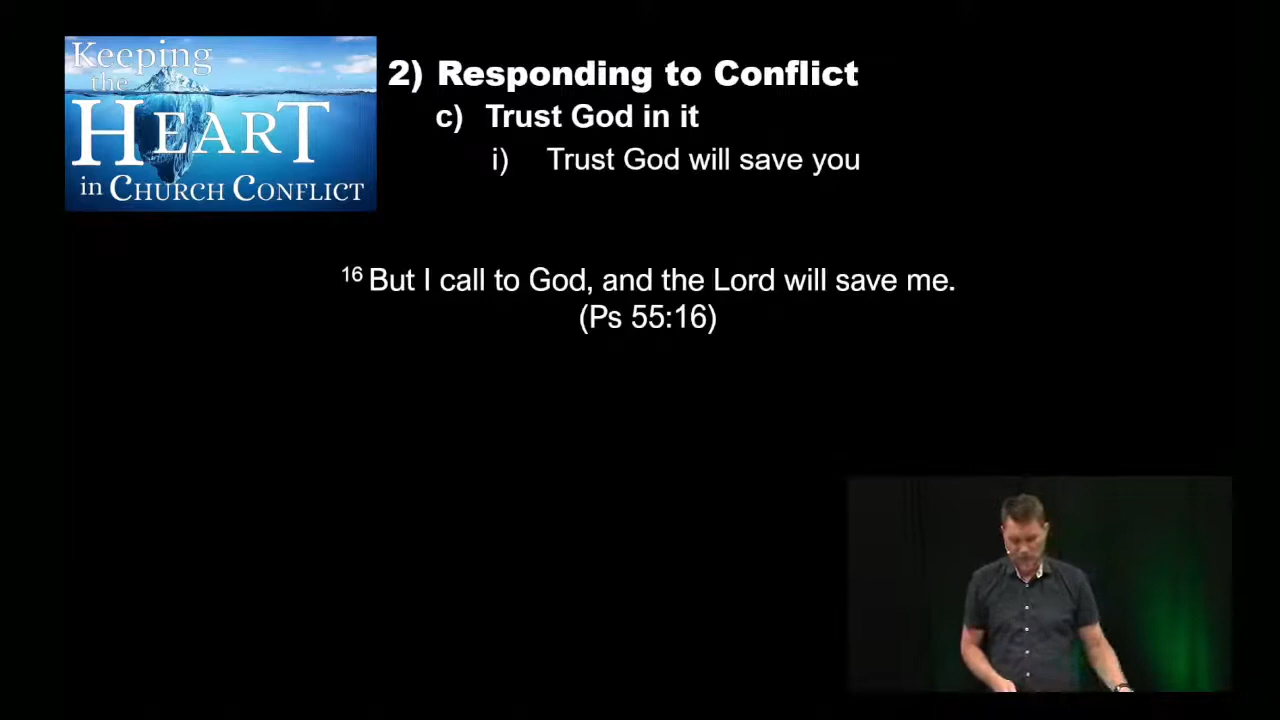 Keeping
the
HEART
in CHURCH CONFLICT
2) Responding to Conflict
c) Trust God in it
i) Trust God will save you
16 But I call to God, and the Lord will save me.
(Ps 55:16)